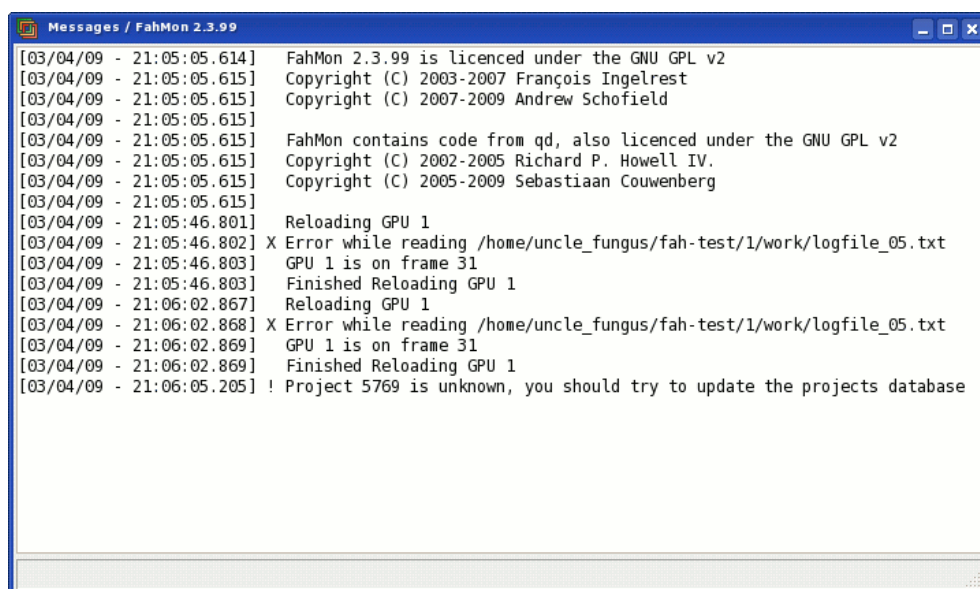 Messages / FahMon 2.3.99
[03/04/09 - 21:05:05.614]   FahMon 2.3.99 is licenced under the GNU GPL v2
[03/04/09 - 21:05:05.615]   Copyright (C) 2003-2007 François Ingelrest
[03/04/09 - 21:05:05.615]   Copyright (C) 2007-2009 Andrew Schofield
[03/04/09 - 21:05:05.615]
[03/04/09 - 21:05:05.615]   FahMon contains code from qd, also licenced under the GNU GPL v2
[03/04/09 - 21:05:05.615]   Copyright (C) 2002-2005 Richard P. Howell IV.
[03/04/09 - 21:05:05.615]   Copyright (C) 2005-2009 Sebastiaan Couwenberg
[03/04/09 - 21:05:05.615]
[03/04/09 - 21:05:46.801]   Reloading GPU 1
[03/04/09 - 21:05:46.802] X Error while reading /home/uncle_fungus/fah-test/1/work/logfile_05.txt
[03/04/09 - 21:05:46.803]   GPU 1 is on frame 31
[03/04/09 - 21:05:46.803]   Finished Reloading GPU 1
[03/04/09 - 21:06:02.867]   Reloading GPU 1
[03/04/09 - 21:06:02.868] X Error while reading /home/uncle_fungus/fah-test/1/work/logfile_05.txt
[03/04/09 - 21:06:02.869]   GPU 1 is on frame 31
[03/04/09 - 21:06:02.869]   Finished Reloading GPU 1
[03/04/09 - 21:06:05.205] ! Project 5769 is unknown, you should try to update the projects database